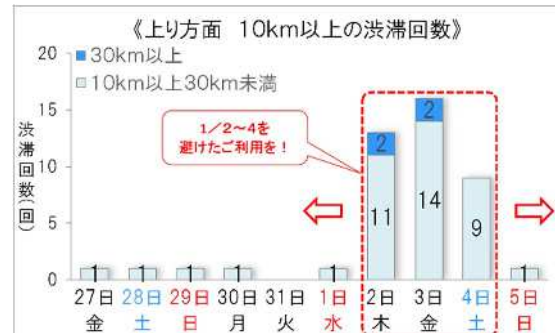 《上り方面　10km以上の渋滞回数》
20
15
10
5
0
渋滞回数(回)
■30km以上
□10km以上30km未満
1／2～4を
避けたご利用を！
1 1 1 1 1 11 2 14 2 9 1
27日 28日 29日 30日 31日 1日 2日 3日 4日 5日
金 土 日 月 火 水 木 金 土 日